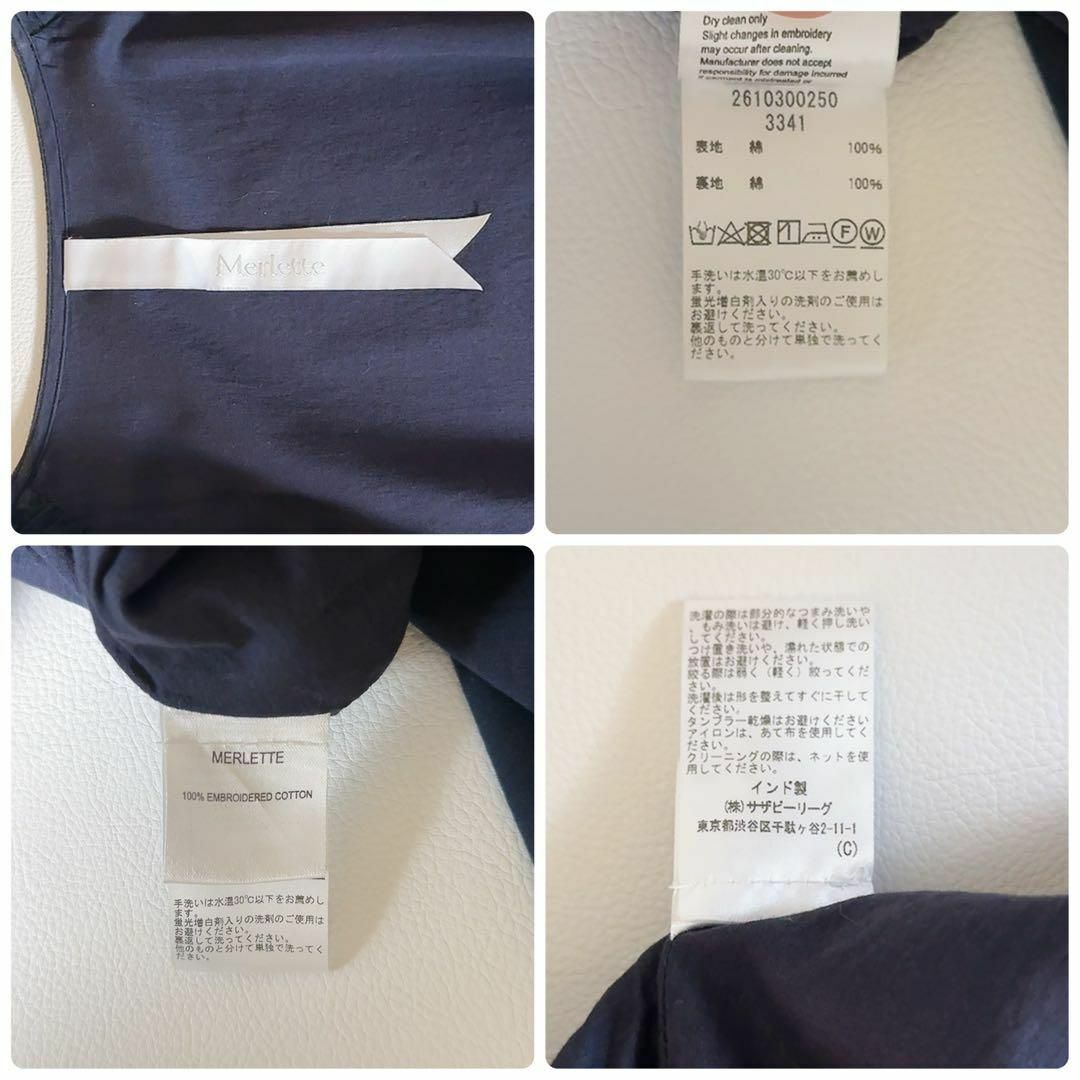 Merlette
Dry clean only
Slight changes in embroidery
may occur after cleaning.
Manufacturer does not accept
responsibility for damage incurred
if garment is mistreated or
2610300250
3341
表地 綿 100%
裏地 綿 100%
F W
手洗いは水温30℃以下をお薦めし
ます。
蛍光増白剤入りの洗剤のご使用は
お避けください。
裏返して洗ってください。
他のものと分けて単独で洗ってく
ださい。
MERLETTE
100% EMBROIDERED COTTON
手洗いは水温30℃以下をお薦めし
ます。
蛍光増白剤入りの洗剤のご使用は
お避けください。
裏返して洗ってください。
他のものと分けて単独で洗ってく
ださい。
洗濯の際は部分的なつまみ洗いや
もみ洗いは避け、軽く押し洗い
してください。
つけ置き洗いや、濡れた状態での
放置はお避けください。
絞る際は弱く（軽く）絞ってくだ
さい。
洗濯後は形を整えてすぐに干して
ください。
タンブラー乾燥はお避けください
アイロンは、あて布を使用してく
ださい。
クリーニングの際は、ネットを使
用してください。
インド製
(株)サザビーリーグ
東京都渋谷区千駄ヶ谷2-11-1
(C)